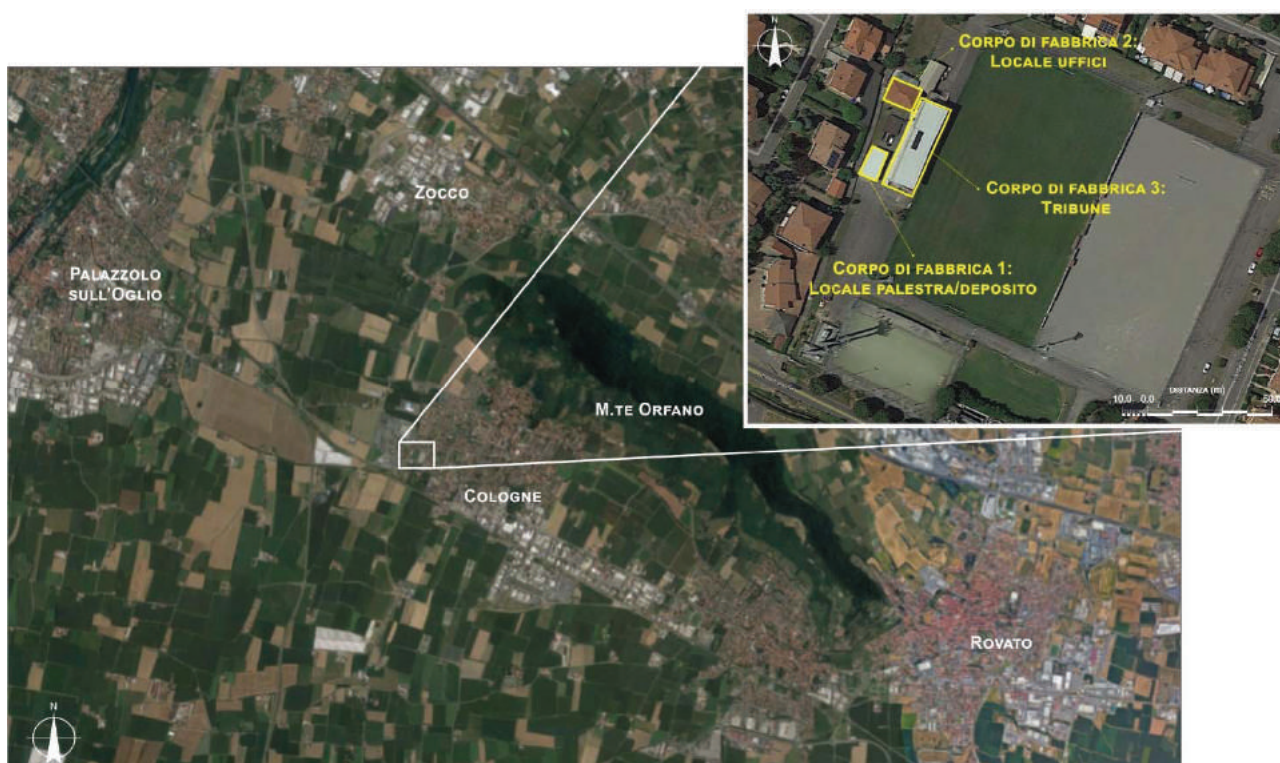 N
CORPO DI FABBRICA 2:
LOCALE UFFICI
CORPO DI FABBRICA 3:
TRIBUNE
CORPO DI FABBRICA 1:
LOCALE PALESTRA/DEPOSITO
DISTANZA (m)
10.0 0.0 50.0
ZOCCO
PALAZZOLO
SULL'OGLIO
M.TE ORFANO
COLOGNE
ROVATO
N